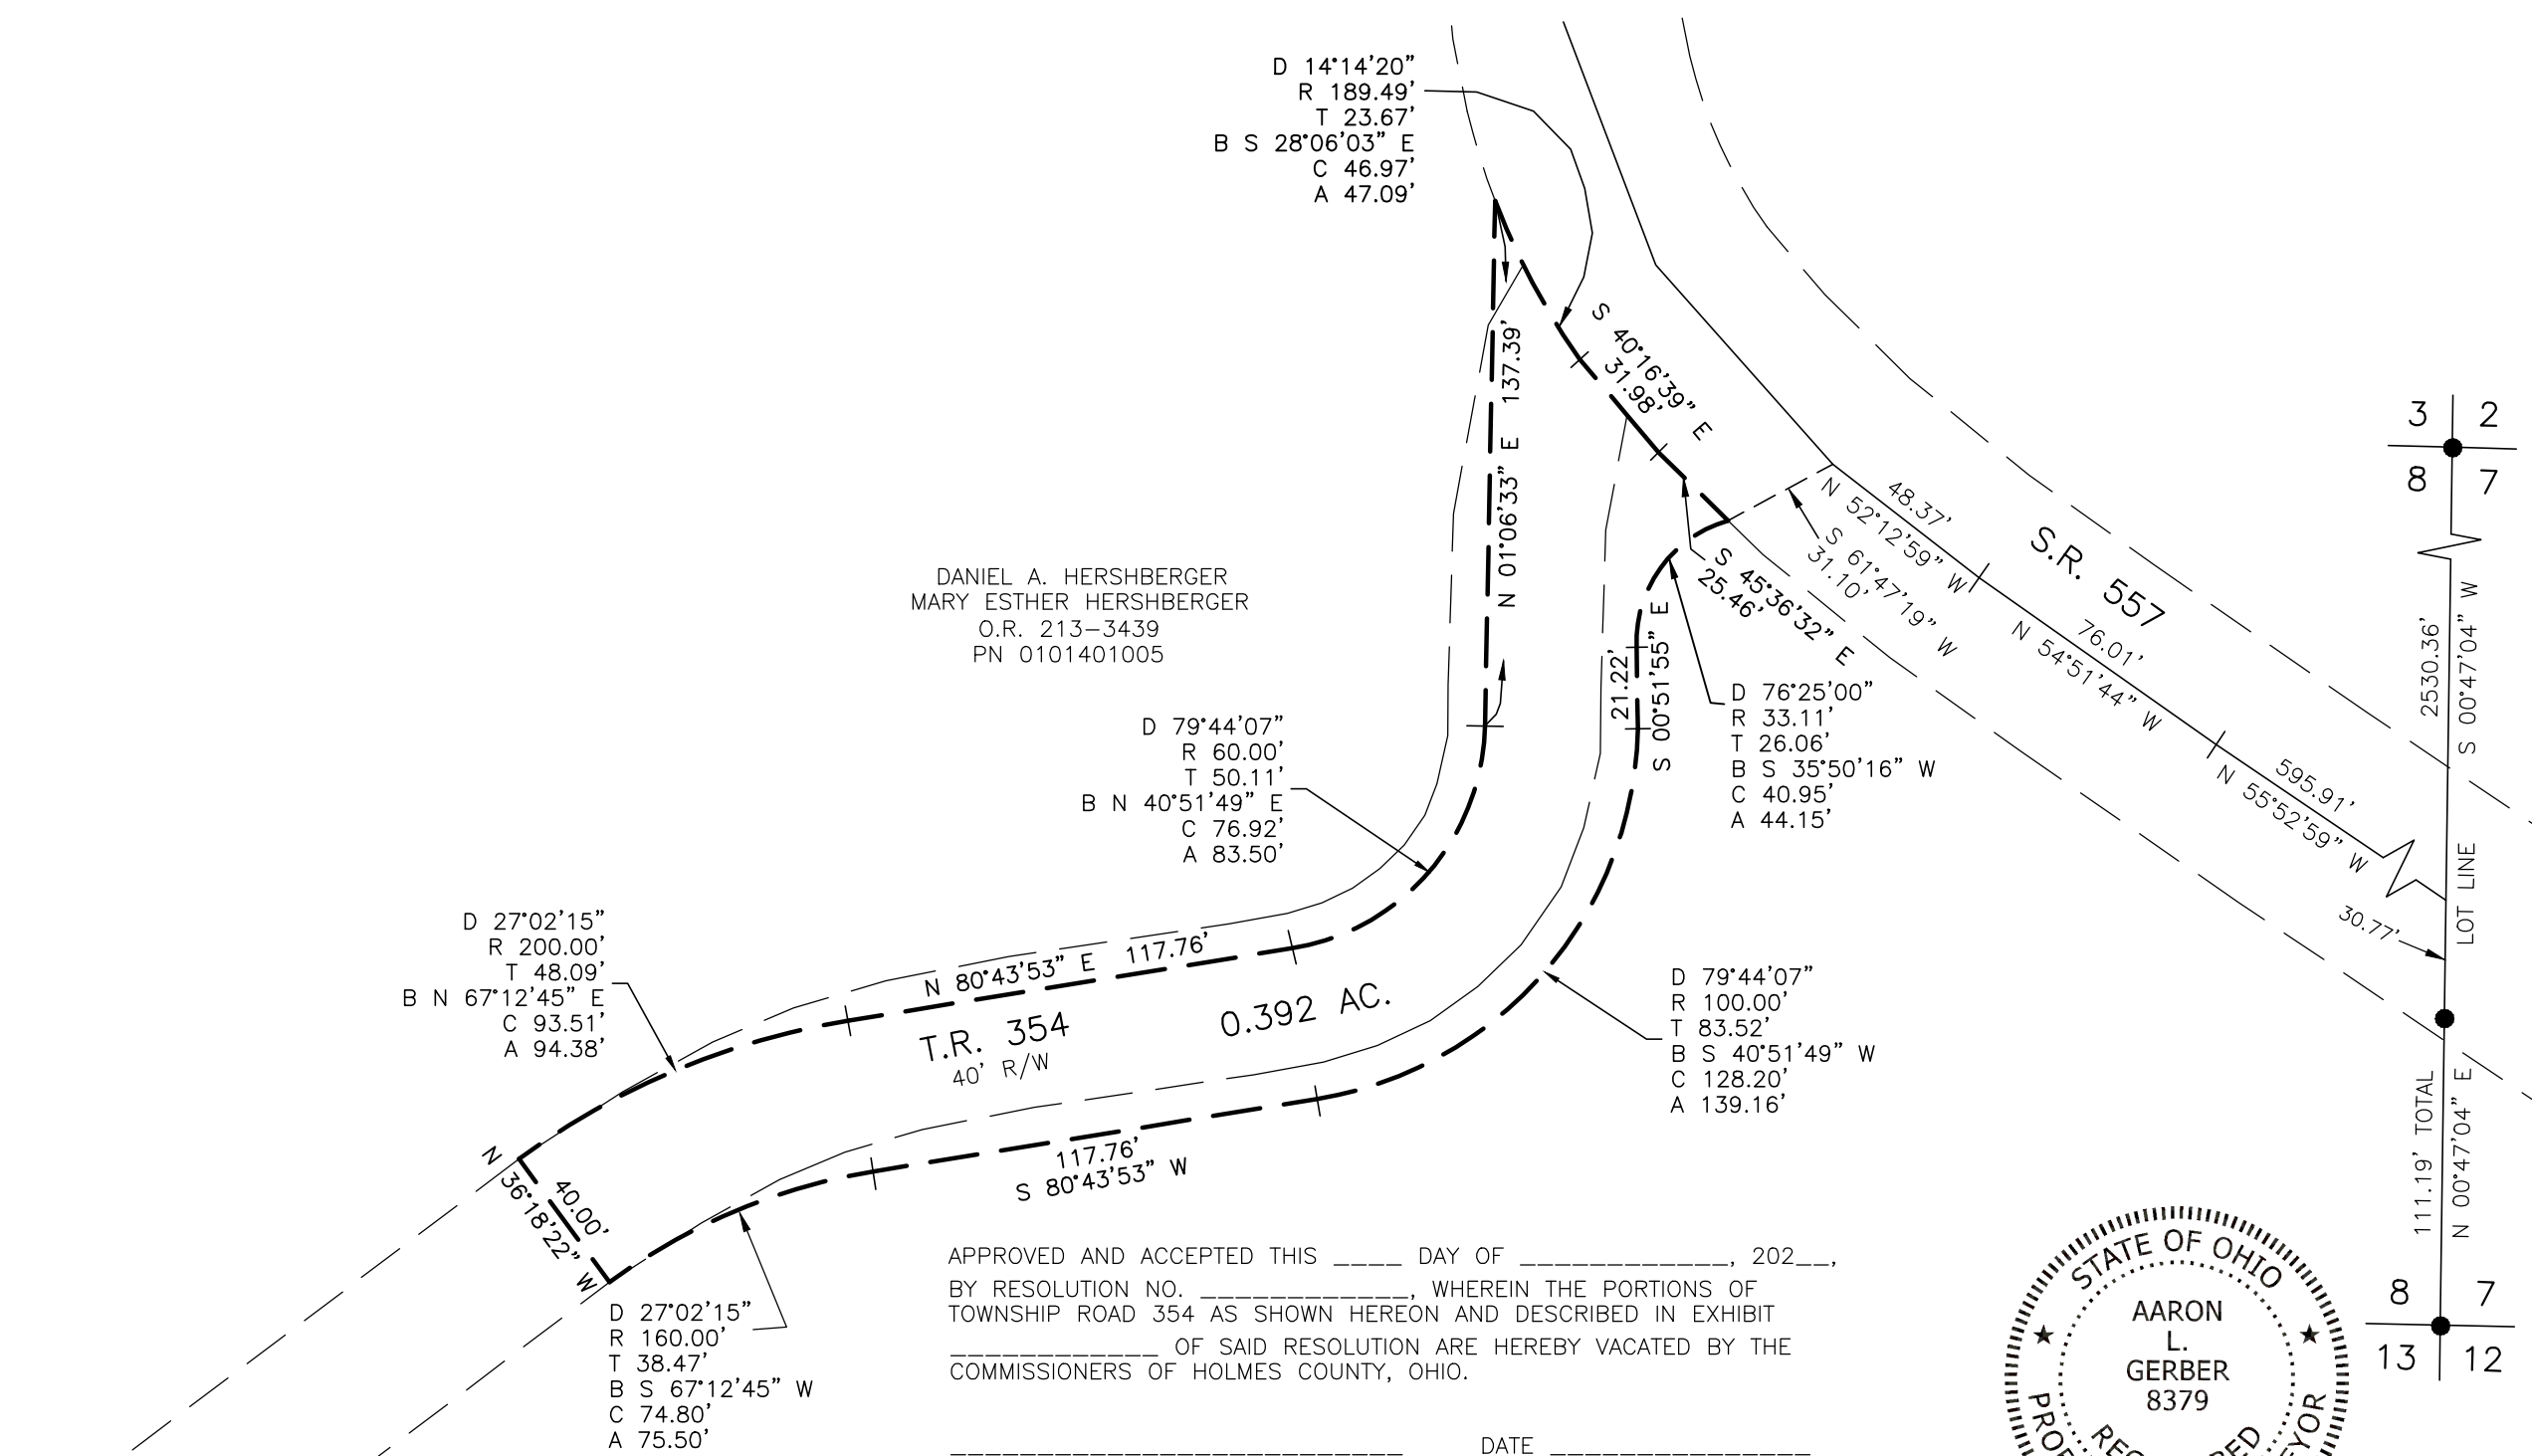 D 14°14'20"
R 189.49'
T 23.67'
B S 28°06'03" E
C 46.97'
A 47.09'
S 40°16'39" E
31.98'
N 01°06'33" E 137.39'
3 2
8 7
48.37'
N 52°12'59" W
S 61°47'19" W
31.10'
S.R. 557
76.01'
N 54°51'44" W
S 45°36'32" E
25.46'
2530.36'
S 00°47'04" W
DANIEL A. HERSHBERGER
MARY ESTHER HERSHBERGER
O.R. 213-3439
PN 0101401005
21.22'
S 00°51'55" E
D 76°25'00"
R 33.11'
T 26.06'
B S 35°50'16" W
C 40.95'
A 44.15'
D 79°44'07"
R 60.00'
T 50.11'
B N 40°51'49" E
C 76.92'
A 83.50'
595.91'
N 55°52'59" W
LOT LINE
30.77'
D 27°02'15"
R 200.00'
T 48.09'
B N 67°12'45" E
C 93.51'
A 94.38'
N 80°43'53" E 117.76'
T.R. 354
40' R/W
0.392 AC.
D 79°44'07"
R 100.00'
T 83.52'
B S 40°51'49" W
C 128.20'
A 139.16'
117.76'
S 80°43'53" W
N 36°18'22" W
40.00'
111.19' TOTAL
N 00°47'04" E
8 7
13 12
D 27°02'15"
R 160.00'
T 38.47'
B S 67°12'45" W
C 74.80'
A 75.50'
APPROVED AND ACCEPTED THIS ____ DAY OF ____________, 202__,
BY RESOLUTION NO. ____________, WHEREIN THE PORTIONS OF
TOWNSHIP ROAD 354 AS SHOWN HEREON AND DESCRIBED IN EXHIBIT
____________ OF SAID RESOLUTION ARE HEREBY VACATED BY THE
COMMISSIONERS OF HOLMES COUNTY, OHIO.
__________________________ DATE _______________
STATE OF OHIO
AARON
L.
GERBER
8379